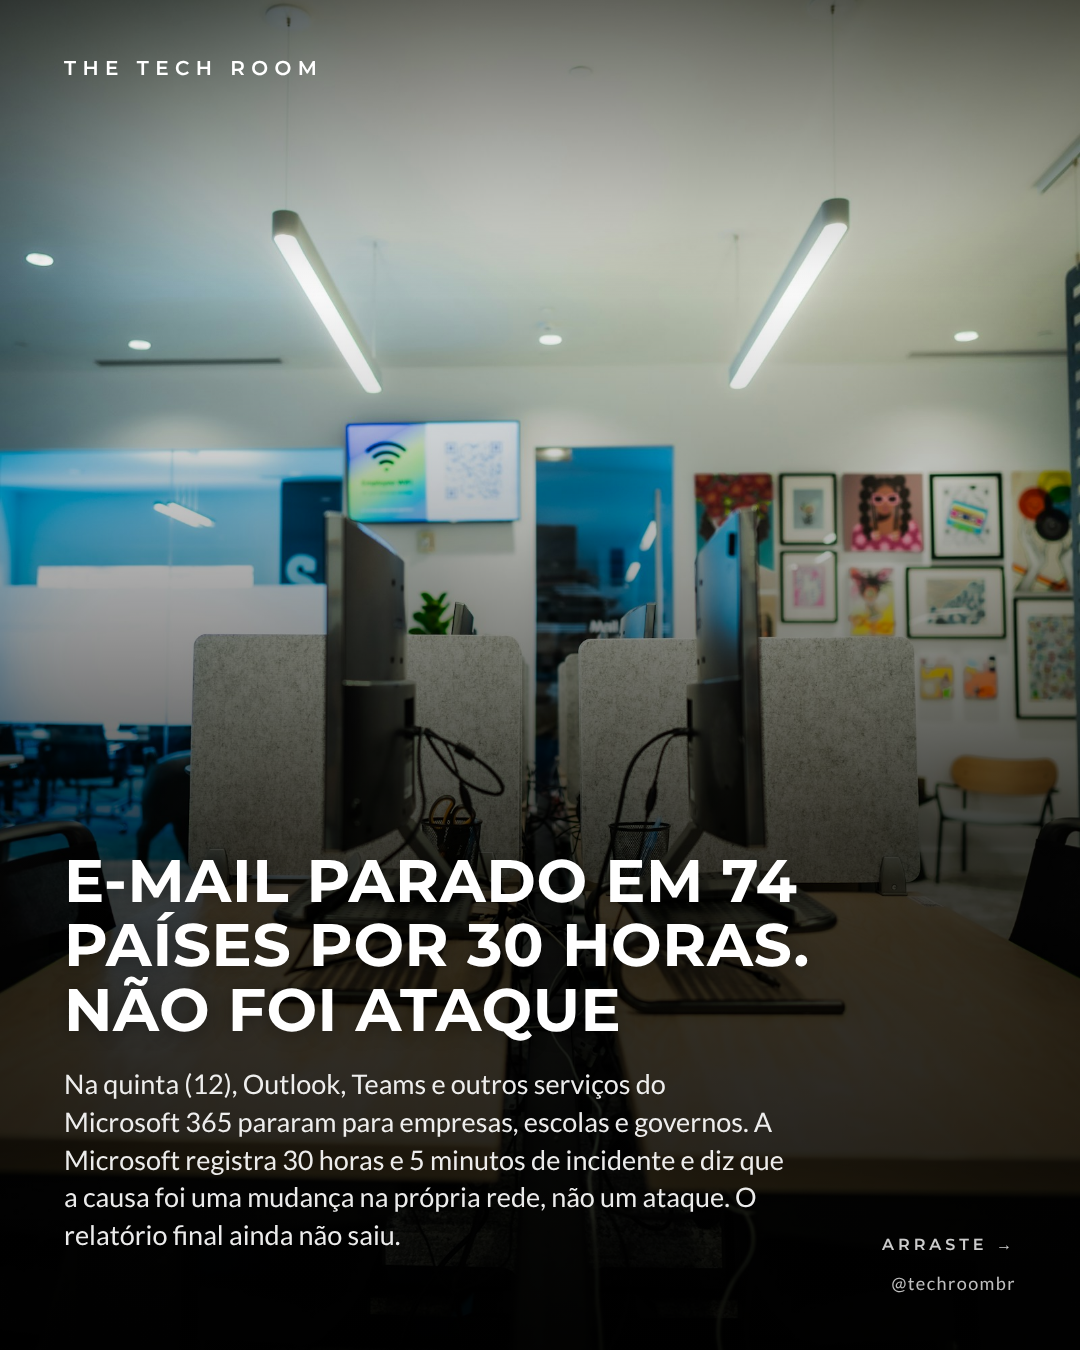 THE TECH ROOM
S
E-MAIL PARADO EM 74
PAÍSES POR 30 HORAS.
NÃO FOI ATAQUE
Na quinta (12), Outlook, Teams e outros serviços do
Microsoft 365 pararam para empresas, escolas e governos. A
Microsoft registra 30 horas e 5 minutos de incidente e diz que
a causa foi uma mudança na própria rede, não um ataque. O
relatório final ainda não saiu.
ARRASTE →
@techroombr